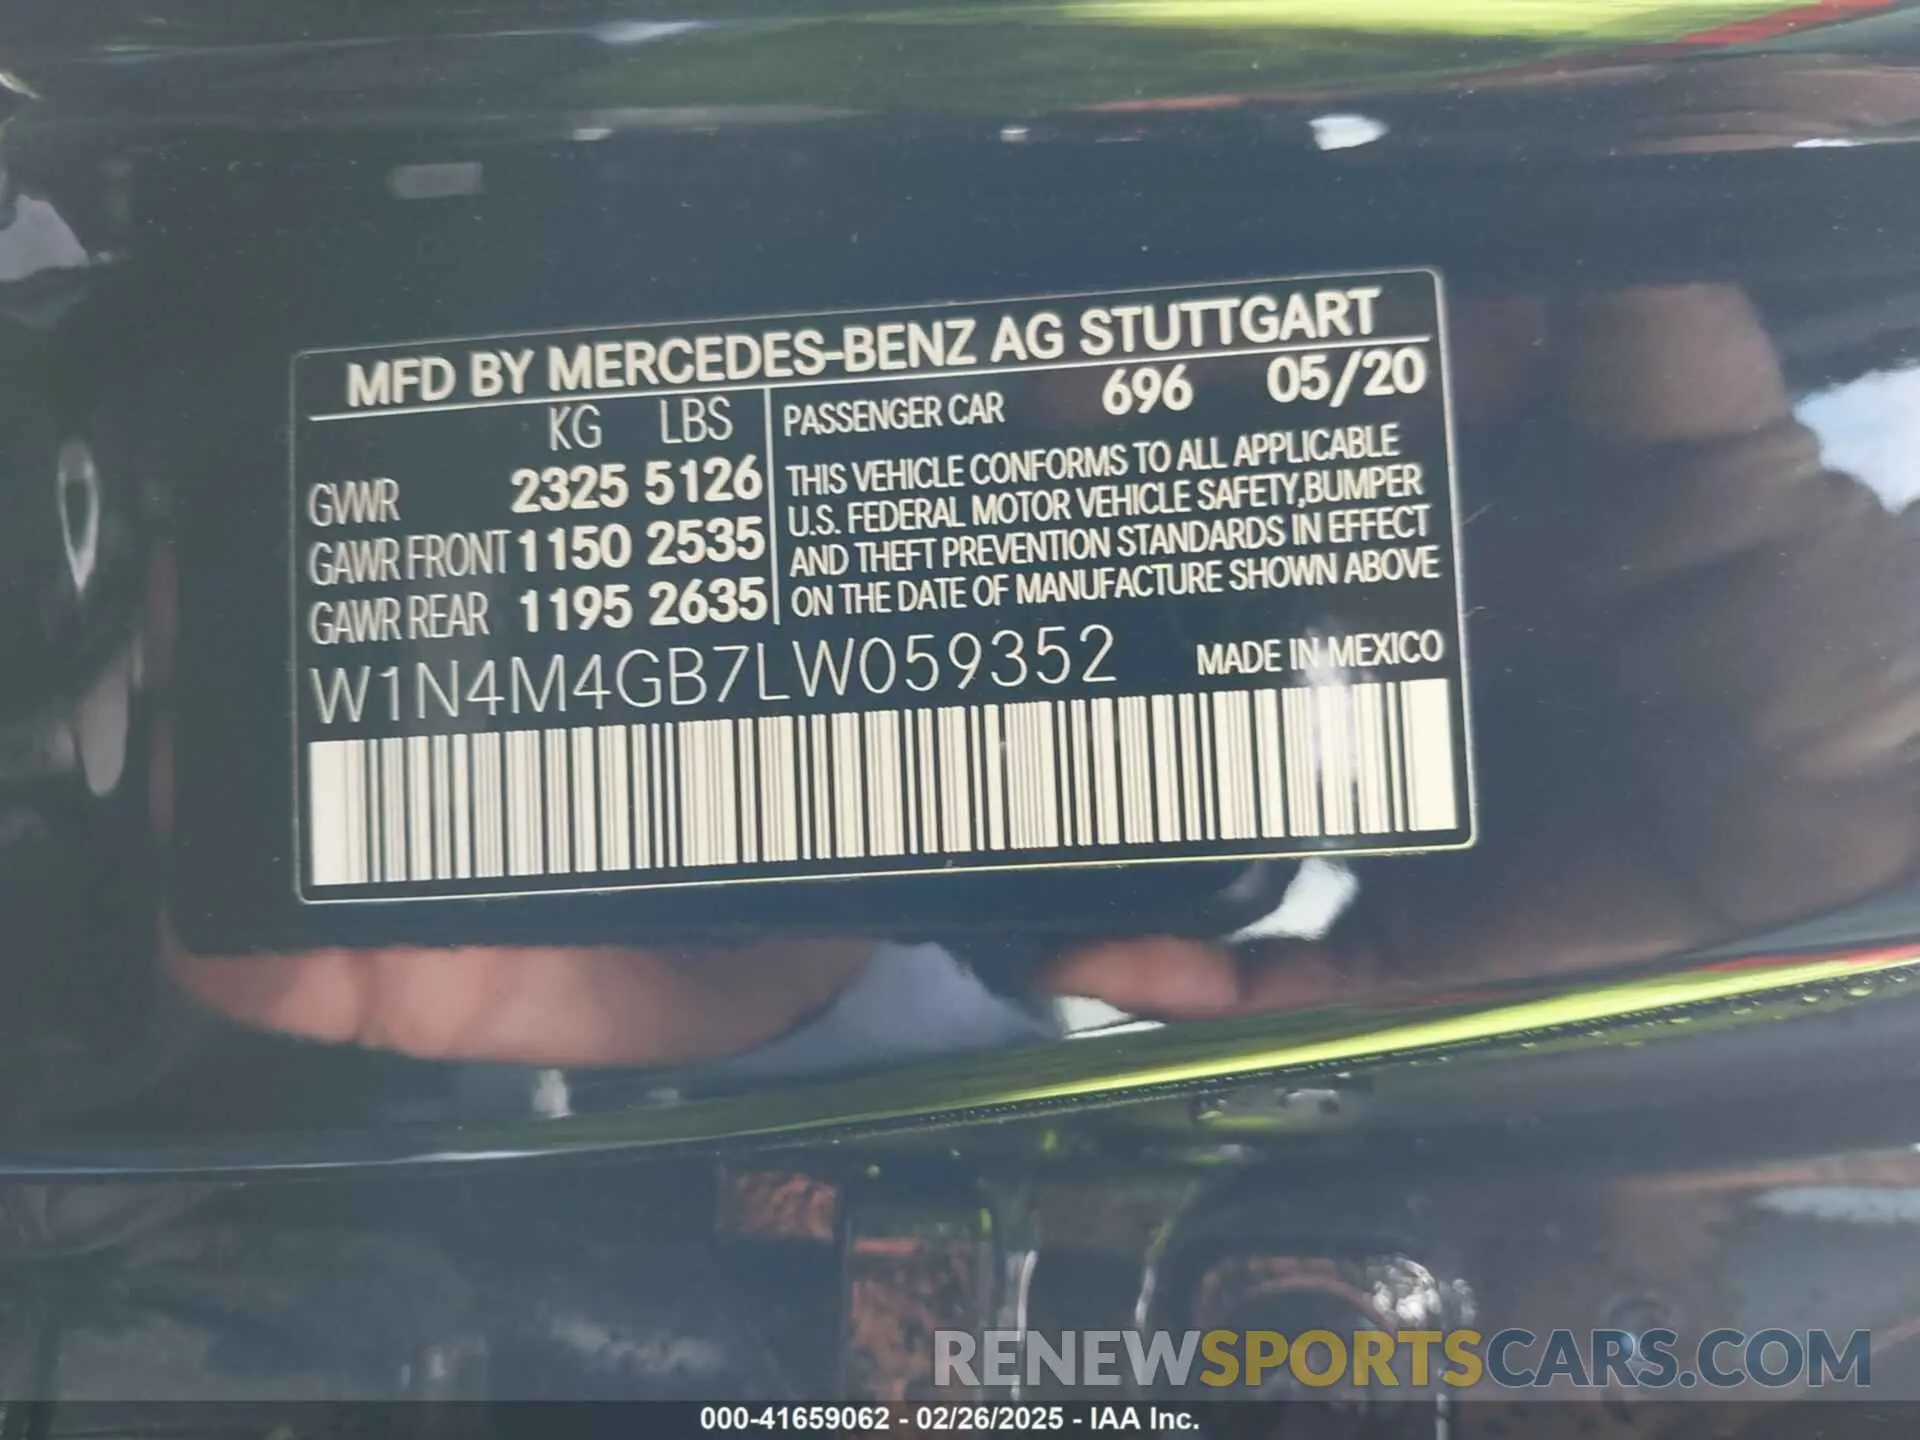 MFD BY MERCEDES-BENZ AG STUTTGART
KG LBS
GVWR 2325 5126
GAWR FRONT 1150 2535
GAWR REAR 1195 2635
PASSENGER CAR 696 05/20
THIS VEHICLE CONFORMS TO ALL APPLICABLE
U.S. FEDERAL MOTOR VEHICLE SAFETY,BUMPER
AND THEFT PREVENTION STANDARDS IN EFFECT
ON THE DATE OF MANUFACTURE SHOWN ABOVE
W1N4M4GB7LW059352 MADE IN MEXICO
RENEWSPORTSCARS.COM
000-41659062 - 02/26/2025 - IAA Inc.